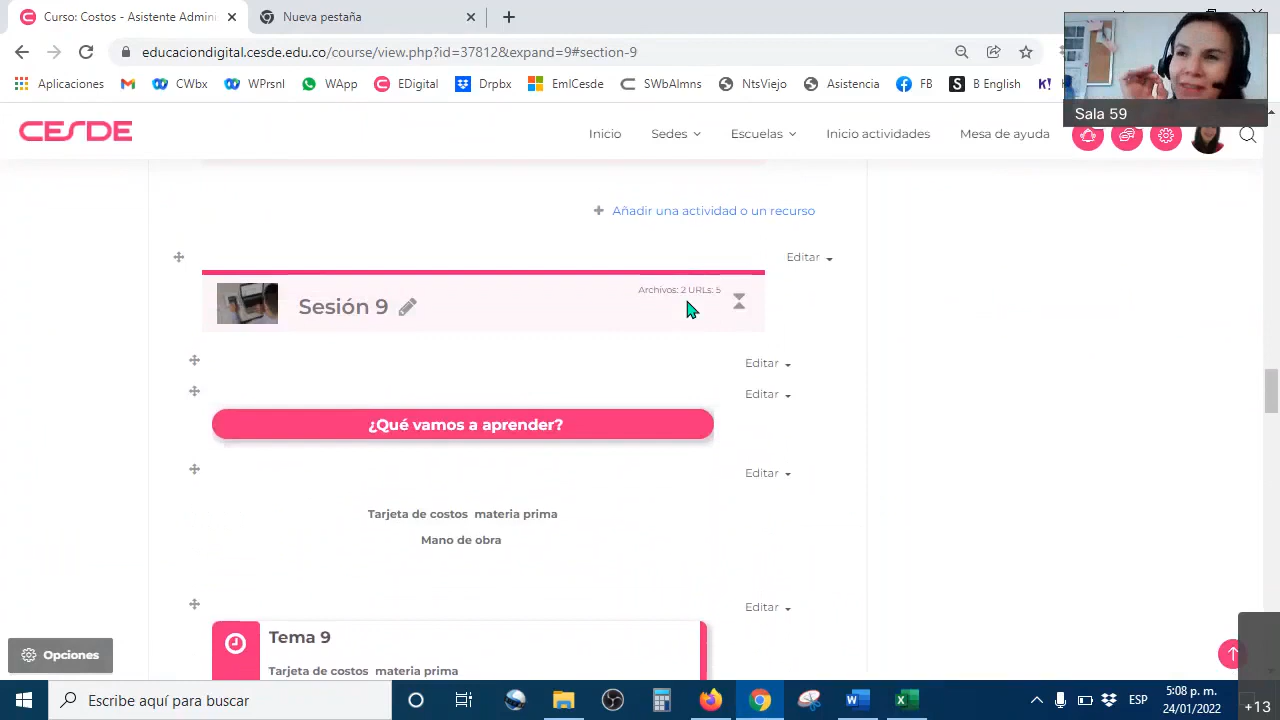 Curso: Costos - Asistente Admini
Nueva pestaña
educaciondigital.cesde.edu.co/course/view.php?id=37812&expand=9#section-9
Aplicaciones
CWbx
WPrsnl
WApp
EDigital
Drpbx
EmlCesde
SWbAlmns
NtsViejo
Asistencia
FB
B English
Sala 59
CESDE
Inicio
Sedes
Escuelas
Inicio actividades
Mesa de ayuda
Añadir una actividad o un recurso
Editar
Archivos: 2 URLs: 5
Sesión 9
Editar
Editar
¿Qué vamos a aprender?
Editar
Tarjeta de costos materia prima
Mano de obra
Editar
Tema 9
Tarjeta de costos materia prima
Opciones
Escribe aquí para buscar
ESP
5:08 p. m.
24/01/2022
+13